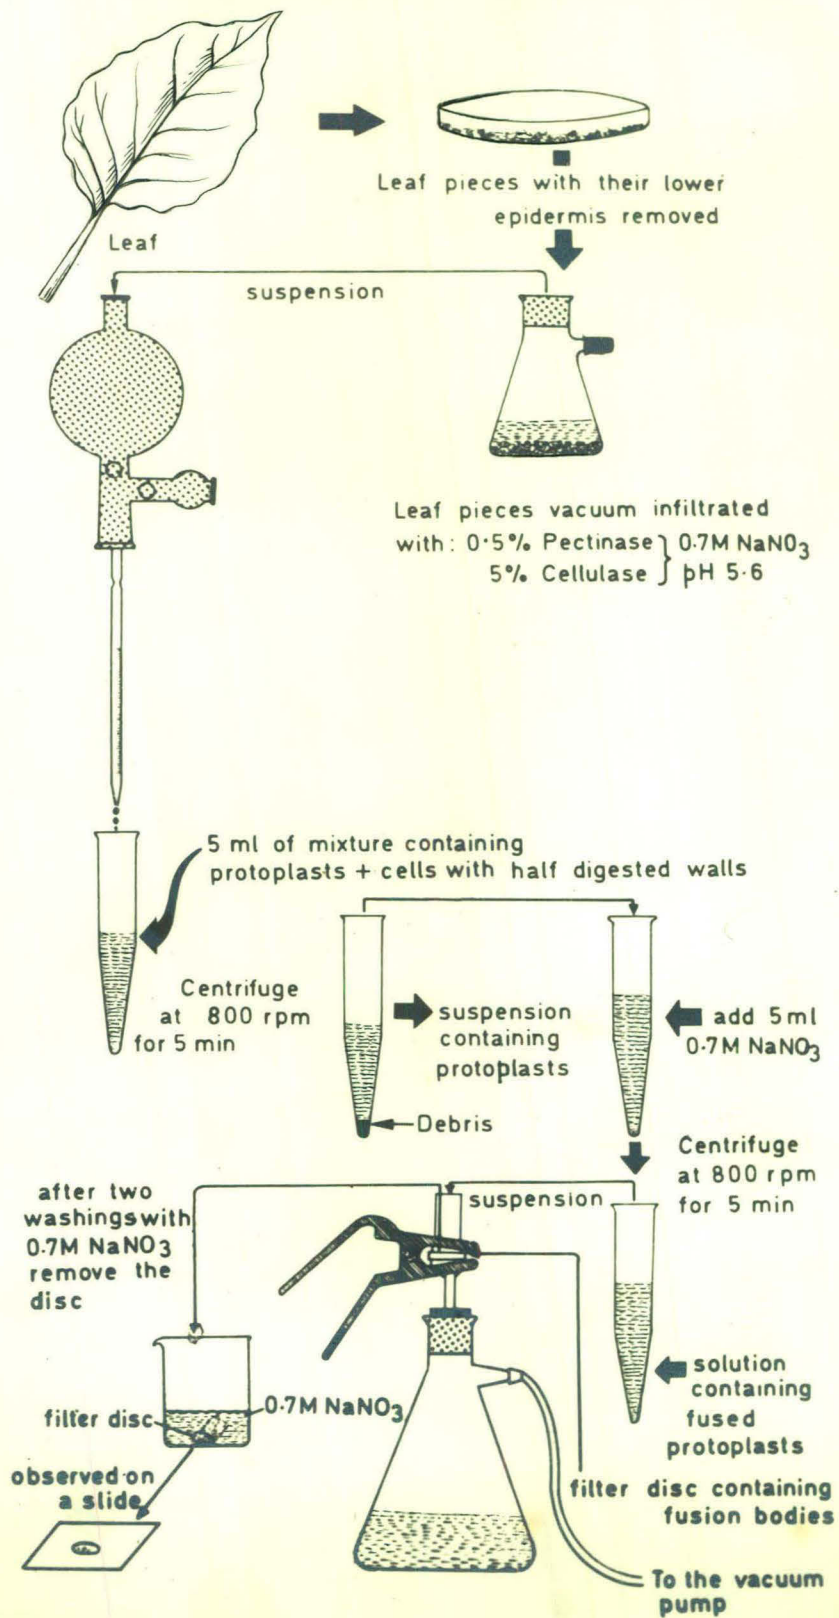 Leaf pieces with their lower
epidermis removed
Leaf
suspension
Leaf pieces vacuum infiltrated
with: 0·5% Pectinase } 0.7M NaNO3
5% Cellulase } pH 5·6
5 ml of mixture containing
protoplasts + cells with half digested walls
Centrifuge
at 800 rpm
for 5 min
suspension
containing
protoplasts
Debris
add 5ml
0·7M NaNO3
Centrifuge
at 800 rpm
for 5 min
suspension
after two
washings with
0.7M NaNO3
remove the
disc
solution
containing
fused
protoplasts
filter disc
0.7M NaNO3
observed on
a slide
filter disc containing
fusion bodies
To the vacuum
pump